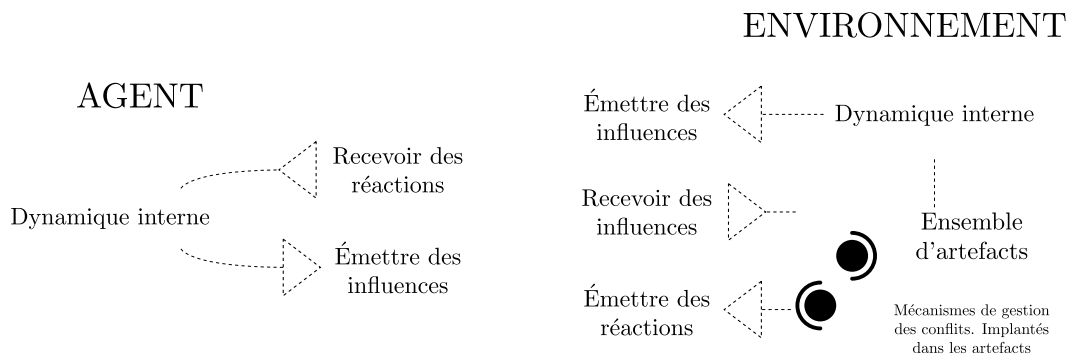 AGENT
Dynamique interne
Recevoir des
réactions
Émettre des
influences
ENVIRONNEMENT
Émettre des
influences
Dynamique interne
Recevoir des
influences
Ensemble
d'artefacts
Émettre des
réactions
Mécanismes de gestion
des conflits. Implantés
dans les artefacts